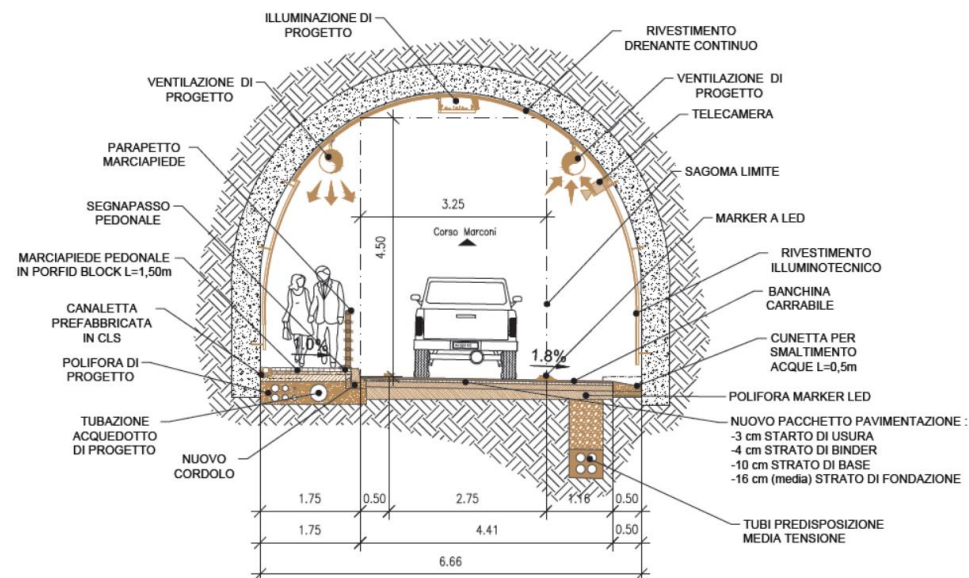 ILLUMINAZIONE DI
PROGETTO
RIVESTIMENTO
DRENANTE CONTINUO
VENTILAZIONE DI
PROGETTO
VENTILAZIONE DI
PROGETTO
TELECAMERA
PARAPETTO
MARCIAPIEDE
SAGOMA LIMITE
SEGNAPASSO
PEDONALE
3.25
MARKER A LED
Corso Marconi
4.50
MARCIAPIEDE PEDONALE
IN PORFID BLOCK L=1,50m
RIVESTIMENTO
ILLUMINOTECNICO
CANALETTA
PREFABBRICATA
IN CLS
BANCHINA
CARRABILE
1.0%
1.8%
CUNETTA PER
SMALTIMENTO
ACQUE L=0,5m
POLIFORA DI
PROGETTO
POLIFORA MARKER LED
TUBAZIONE
ACQUEDOTTO
DI PROGETTO
NUOVO PACCHETTO PAVIMENTAZIONE :
-3 cm STARTO DI USURA
-4 cm STRATO DI BINDER
-10 cm STRATO DI BASE
-16 cm (media) STRATO DI FONDAZIONE
NUOVO
CORDOLO
1.75 0.50 2.75 1.16 0.50
TUBI PREDISPOSIZIONE
MEDIA TENSIONE
1.75 4.41 0.50
6.66